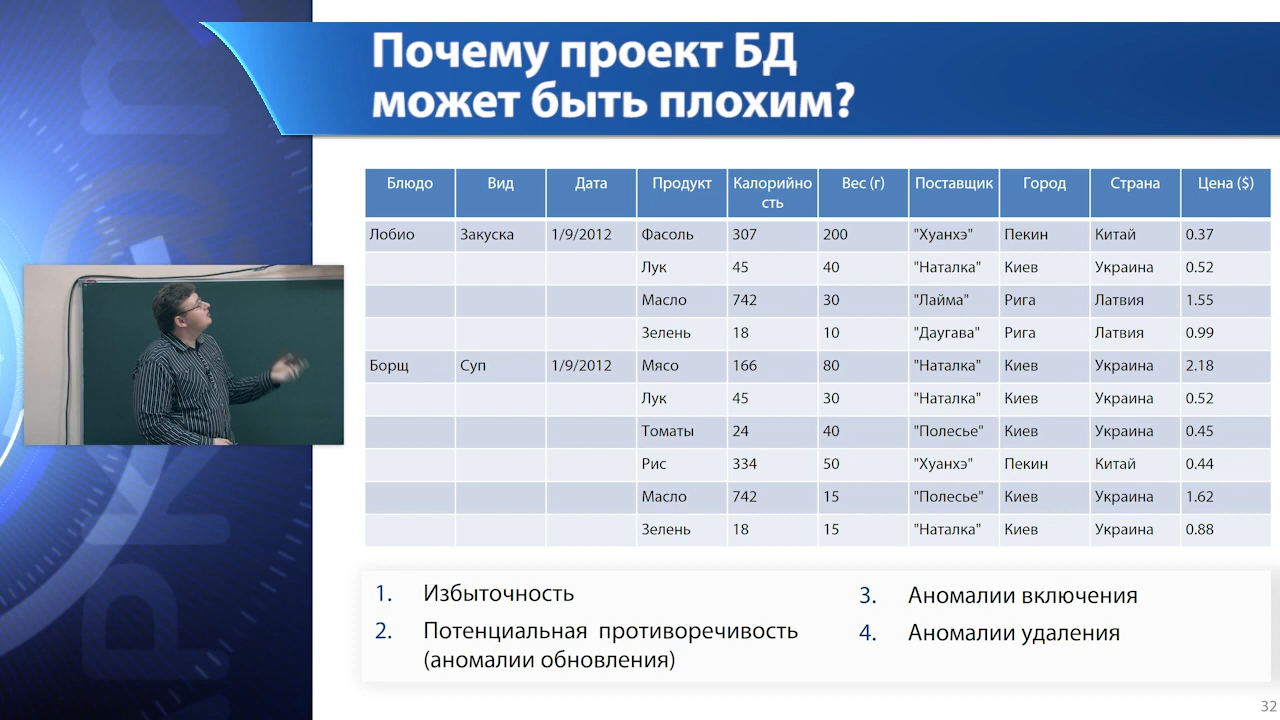 Почему проект БД
может быть плохим?
Блюдо Вид Дата Продукт Калорийно Вес (г) Поставщик Город Страна Цена ($)
сть
Лобио Закуска 1/9/2012 Фасоль 307 200 "Хуанхэ" Пекин Китай 0.37
Лук 45 40 "Наталка" Киев Украина 0.52
Масло 742 30 "Лайма" Рига Латвия 1.55
Зелень 18 10 "Даугава" Рига Латвия 0.99
Борщ Суп 1/9/2012 Мясо 166 80 "Наталка" Киев Украина 2.18
Лук 45 30 "Наталка" Киев Украина 0.52
Томаты 24 40 "Полесье" Киев Украина 0.45
Рис 334 50 "Хуанхэ" Пекин Китай 0.44
Масло 742 15 "Полесье" Киев Украина 1.62
Зелень 18 15 "Наталка" Киев Украина 0.88
1. Избыточность
2. Потенциальная противоречивость
(аномалии обновления)
3. Аномалии включения
4. Аномалии удаления
32